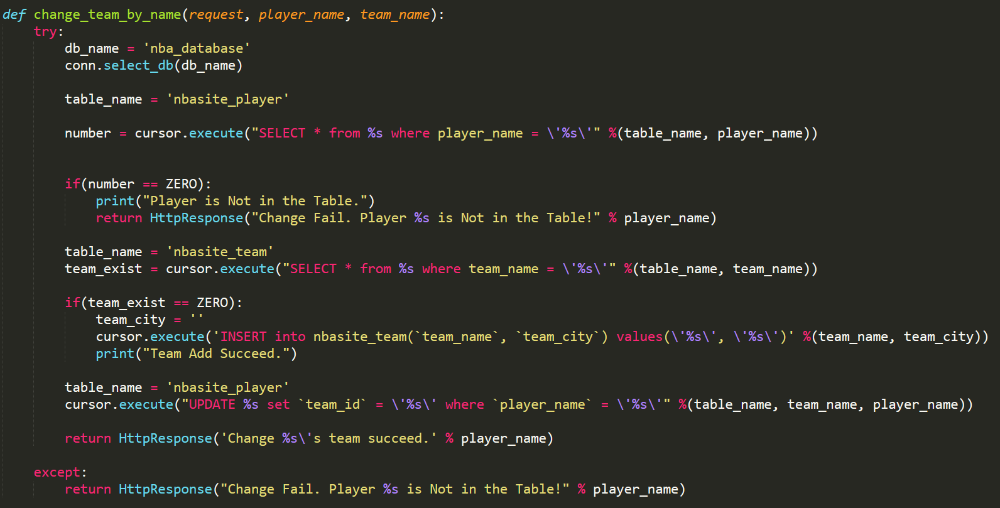 def change_team_by_name(request, player_name, team_name):
    try:
        db_name = 'nba_database'
        conn.select_db(db_name)

        table_name = 'nbasite_player'

        number = cursor.execute("SELECT * from %s where player_name = \'%s\'" %(table_name, player_name))


        if(number == ZERO):
            print("Player is Not in the Table.")
            return HttpResponse("Change Fail. Player %s is Not in the Table!" % player_name)

        table_name = 'nbasite_team'
        team_exist = cursor.execute("SELECT * from %s where team_name = \'%s\'" %(table_name, team_name))

        if(team_exist == ZERO):
            team_city = ''
            cursor.execute('INSERT into nbasite_team(`team_name`, `team_city`) values(\'%s\', \'%s\')' %(team_name, team_city))
            print("Team Add Succeed.")

        table_name = 'nbasite_player'
        cursor.execute("UPDATE %s set `team_id` = \'%s\' where `player_name` = \'%s\'" %(table_name, team_name, player_name))

        return HttpResponse('Change %s\'s team succeed.' % player_name)

    except:
        return HttpResponse("Change Fail. Player %s is Not in the Table!" % player_name)